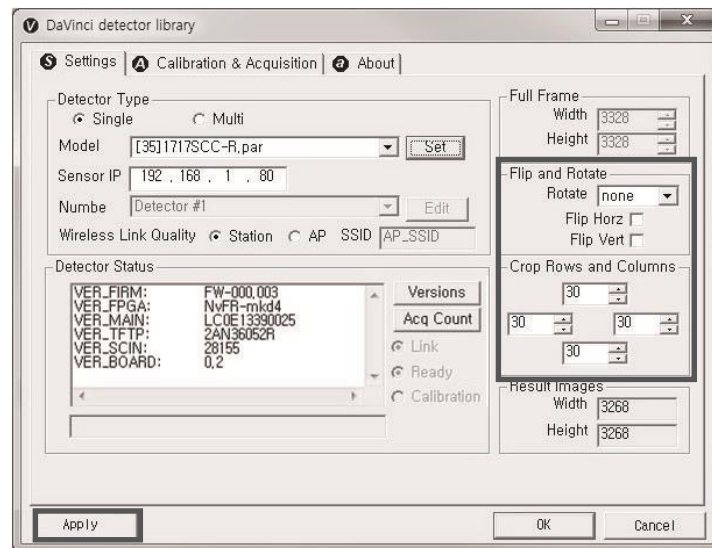 DaVinci detector library
Settings
Calibration & Acquisition
About
Detector Type
Single
Multi
Model
[35]1717SCC-R,par
Set
Sensor IP
192 . 168 . 1 . 80
Numbe
Detector #1
Edit
Wireless Link Quality
Station
AP
SSID
AP_SSID
Detector Status
VER_FIRM: FW-000,003
VER_FPGA: NvFR-mkd4
VER_MAIN: LC0E13390025
VER_TFTP: 2AN36052R
VER_SCIN: 28155
VER_BOARD: 0,2
Versions
Acq Count
Link
Ready
Calibration
Full Frame
Width 3328
Height 3328
Flip and Rotate
Rotate none
Flip Horz
Flip Vert
Crop Rows and Columns
30
30 30
30
Result Images
Width 3268
Height 3268
Apply
OK
Cancel